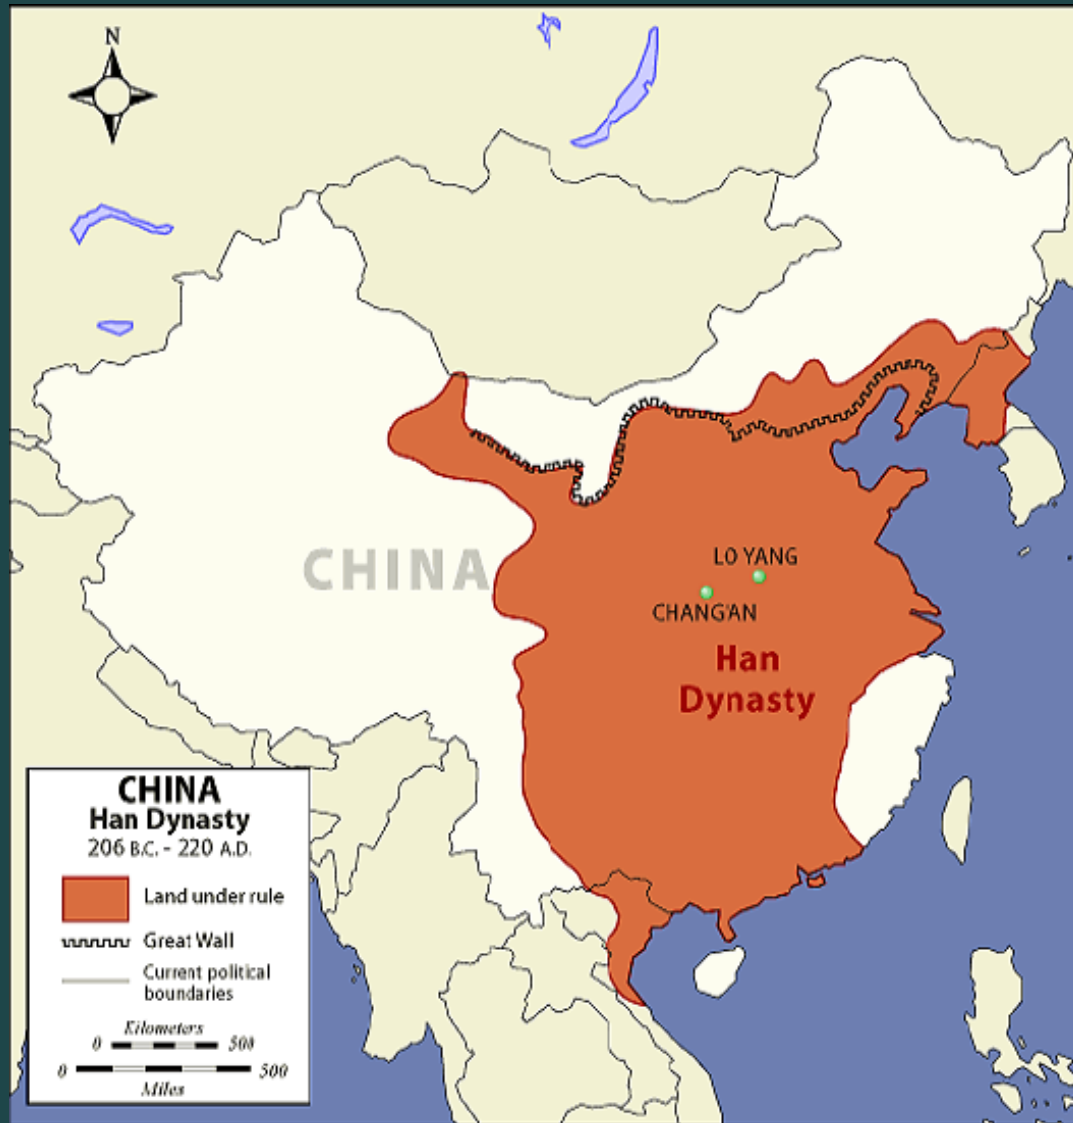 N
CHINA
LO YANG
CHANG'AN
Han
Dynasty
CHINA
Han Dynasty
206 B.C. - 220 A.D.
Land under rule
Great Wall
Current political
boundaries
Kilometers
0 500
0 500
Miles